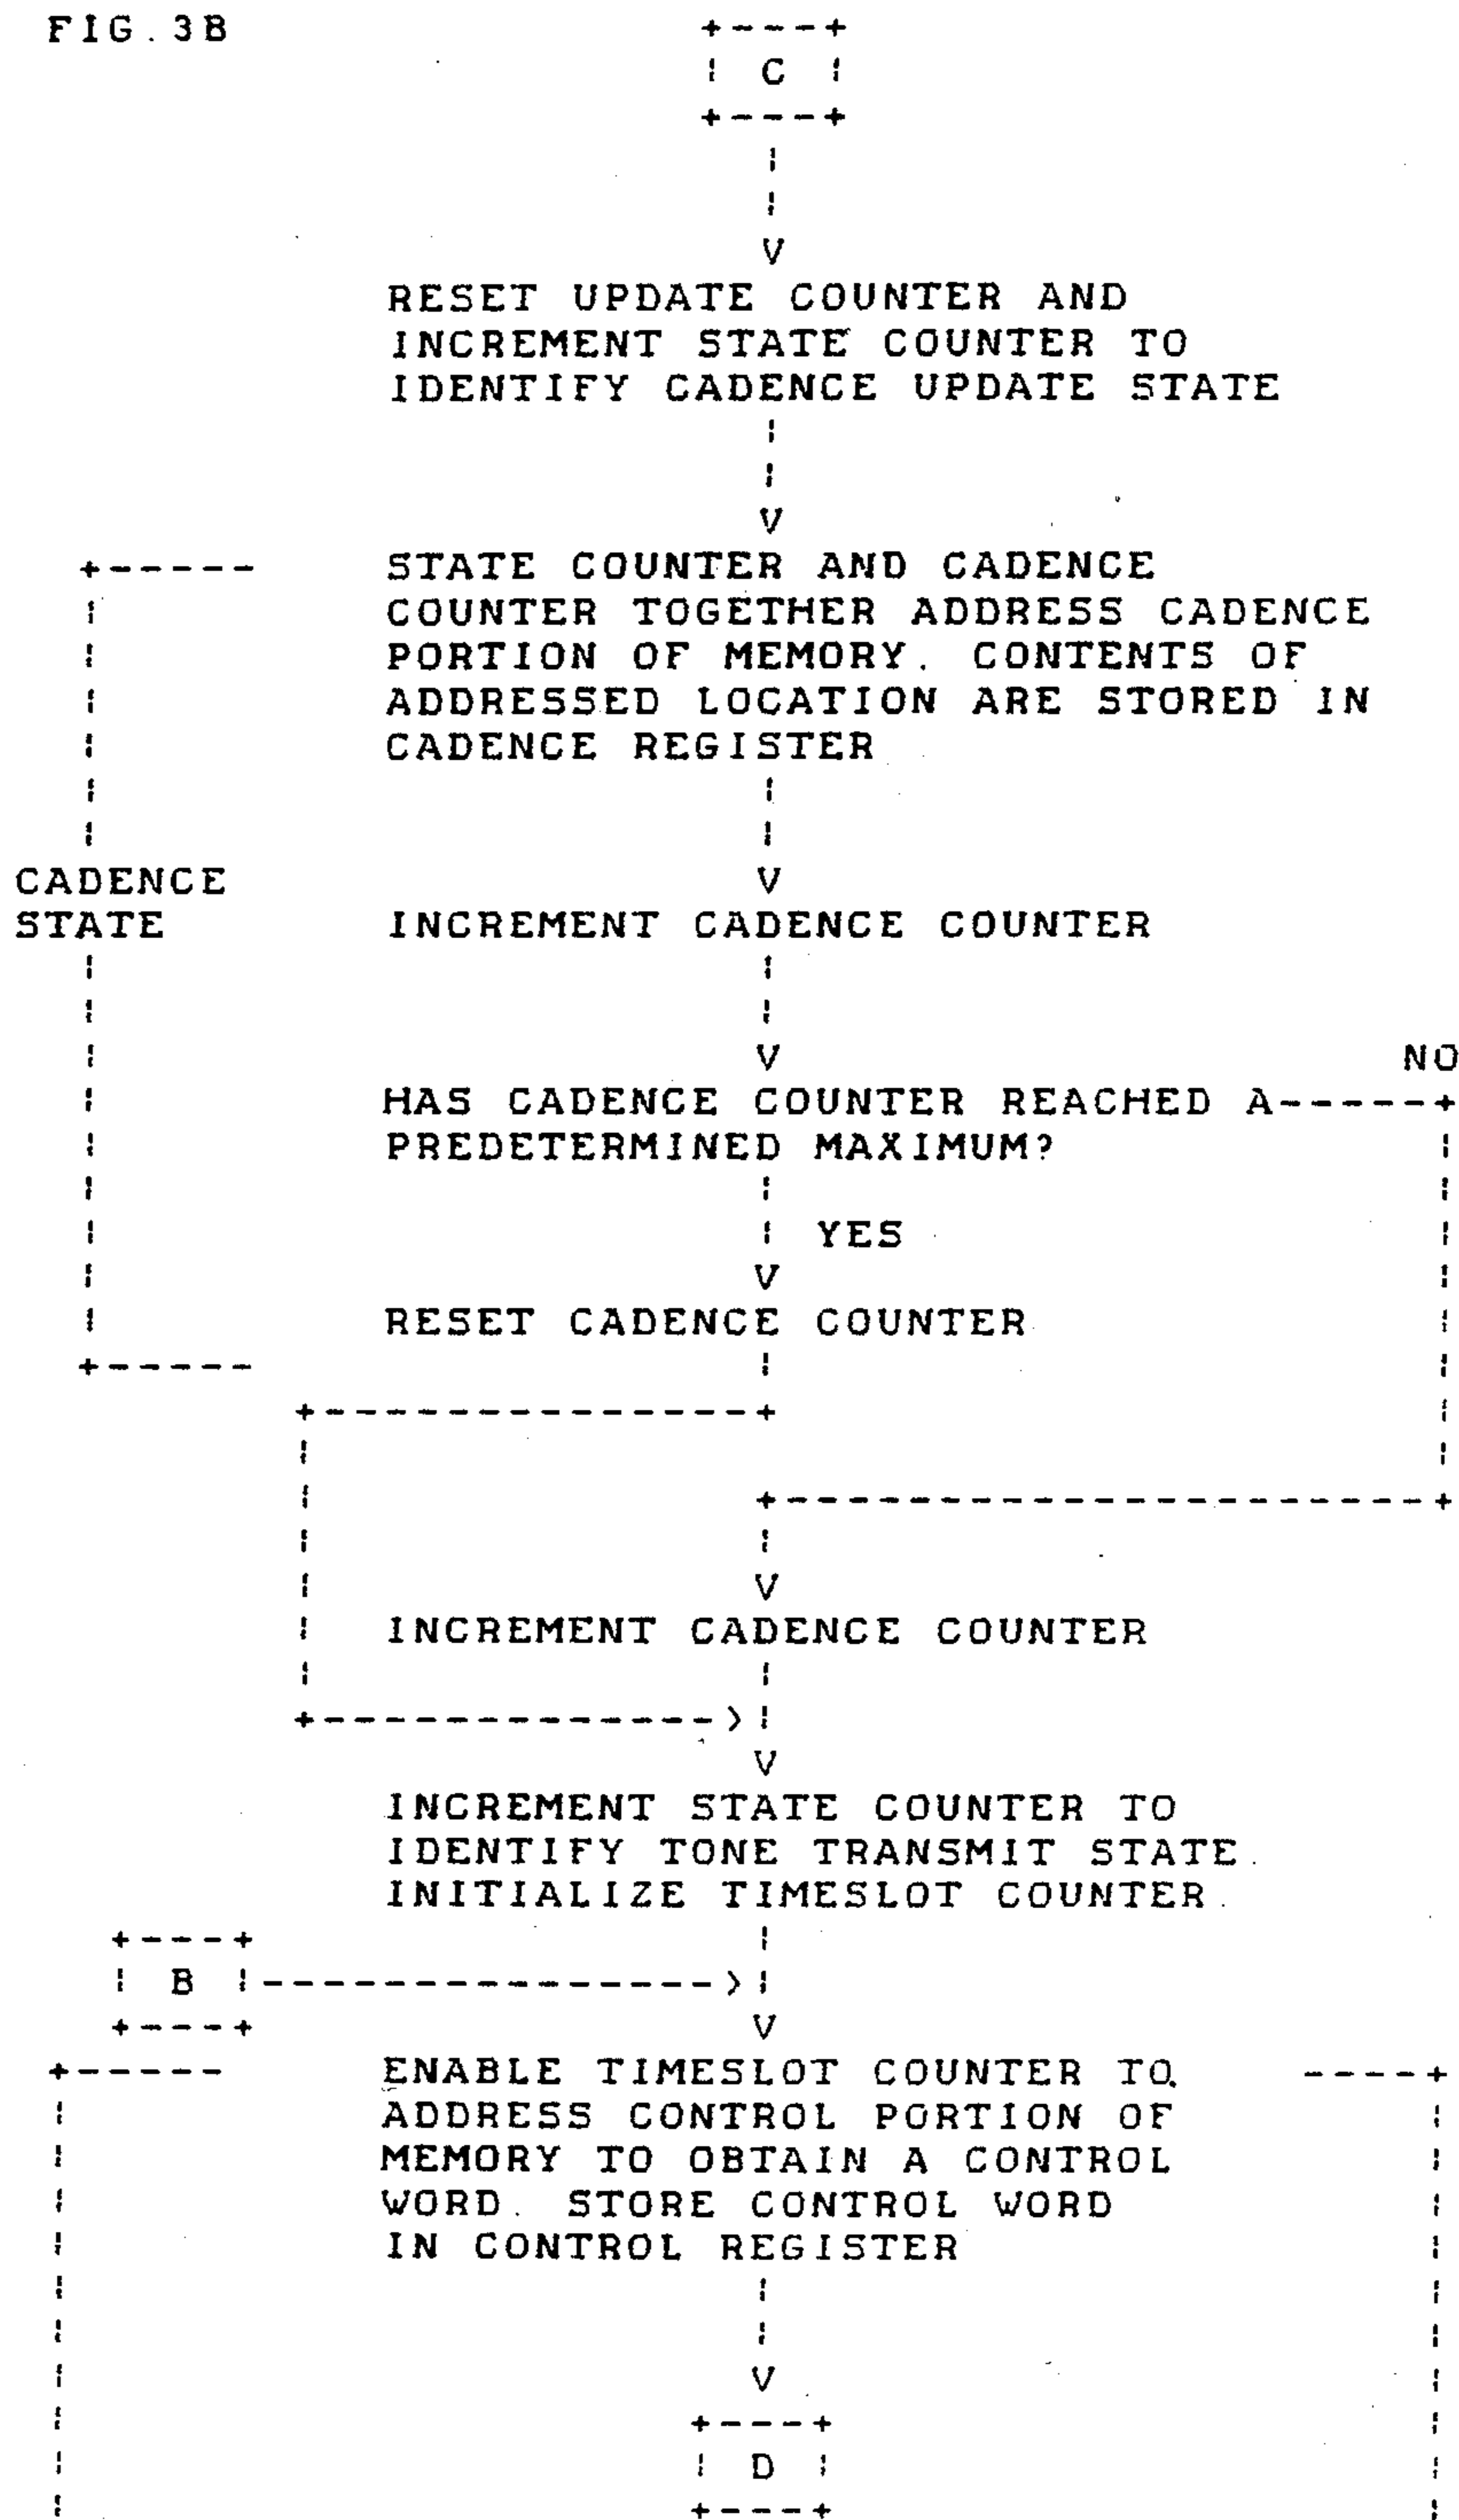 FIG.3B
C
RESET UPDATE COUNTER AND
INCREMENT STATE COUNTER TO
IDENTIFY CADENCE UPDATE STATE
STATE COUNTER AND CADENCE
COUNTER TOGETHER ADDRESS CADENCE
PORTION OF MEMORY. CONTENTS OF
ADDRESSED LOCATION ARE STORED IN
CADENCE REGISTER
CADENCE
STATE
INCREMENT CADENCE COUNTER
NO
HAS CADENCE COUNTER REACHED A
PREDETERMINED MAXIMUM?
YES
RESET CADENCE COUNTER
INCREMENT CADENCE COUNTER
INCREMENT STATE COUNTER TO
IDENTIFY TONE TRANSMIT STATE.
INITIALIZE TIMESLOT COUNTER.
B
ENABLE TIMESLOT COUNTER TO
ADDRESS CONTROL PORTION OF
MEMORY TO OBTAIN A CONTROL
WORD. STORE CONTROL WORD
IN CONTROL REGISTER
D